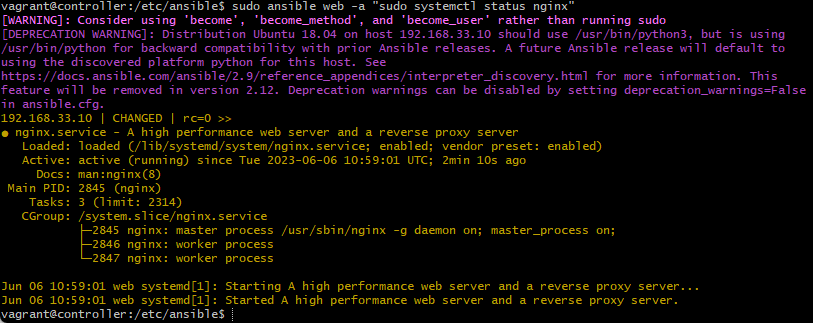 vagrant@controller:/etc/ansible$ sudo ansible web -a "sudo systemctl status nginx"
[WARNING]: Consider using 'become', 'become_method', and 'become_user' rather than running sudo
[DEPRECATION WARNING]: Distribution Ubuntu 18.04 on host 192.168.33.10 should use /usr/bin/python3, but is using
/usr/bin/python for backward compatibility with prior Ansible releases. A future Ansible release will default to
using the discovered platform python for this host. See
https://docs.ansible.com/ansible/2.9/reference_appendices/interpreter_discovery.html for more information. This
feature will be removed in version 2.12. Deprecation warnings can be disabled by setting deprecation_warnings=False
in ansible.cfg.
192.168.33.10 | CHANGED | rc=0 >>
● nginx.service - A high performance web server and a reverse proxy server
   Loaded: loaded (/lib/systemd/system/nginx.service; enabled; vendor preset: enabled)
   Active: active (running) since Tue 2023-06-06 10:59:01 UTC; 2min 10s ago
     Docs: man:nginx(8)
 Main PID: 2845 (nginx)
    Tasks: 3 (limit: 2314)
   CGroup: /system.slice/nginx.service
           ├─2845 nginx: master process /usr/sbin/nginx -g daemon on; master_process on;
           ├─2846 nginx: worker process
           └─2847 nginx: worker process
Jun 06 10:59:01 web systemd[1]: Starting A high performance web server and a reverse proxy server...
Jun 06 10:59:01 web systemd[1]: Started A high performance web server and a reverse proxy server.
vagrant@controller:/etc/ansible$